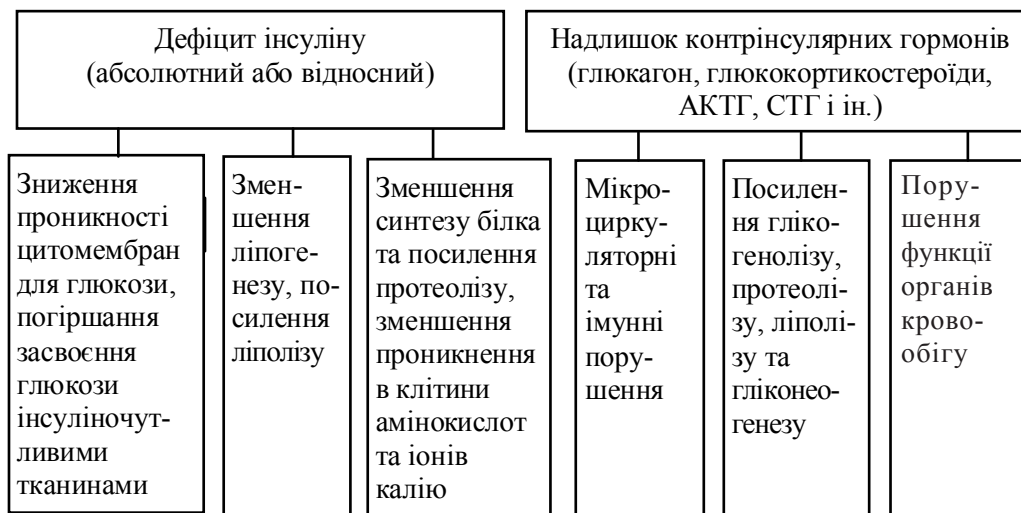 Дефіцит інсуліну
(абсолютний або відносний)
Надлишок контрінсулярних гормонів
(глюкагон, глюкокортикостероїди,
АКТГ, СТГ і ін.)
Зниження
проникності
цитомембран
для глюкози,
погіршання
засвоєння
глюкози
інсуліночут-
ливими
тканинами
Змен-
шення
ліпоге-
незу, по-
силення
ліполізу
Зменшення
синтезу білка
та посилення
протеолізу,
зменшення
проникнення
в клітини
амінокислот
та іонів
калію
Мікро-
цирку-
ляторні
та
імунні
пору-
шення
Посилен-
ня гліко-
генолізу,
протеолі-
зу, ліполі-
зу та
гліконео-
генезу
Пору-
шення
функції
органів
крово-
обігу